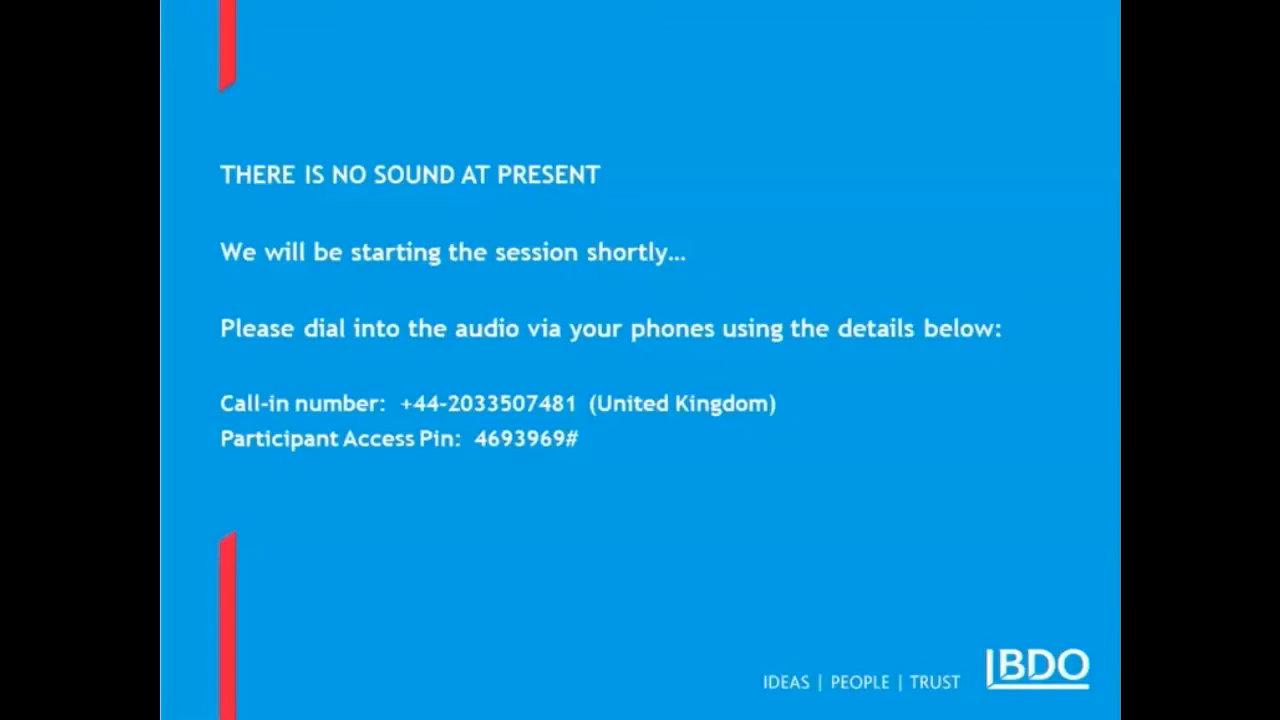 THERE IS NO SOUND AT PRESENT
We will be starting the session shortly...
Please dial into the audio via your phones using the details below:
Call-in number: +44-2033507481 (United Kingdom)
Participant Access Pin: 4693969#
IDEAS | PEOPLE | TRUST
BDO